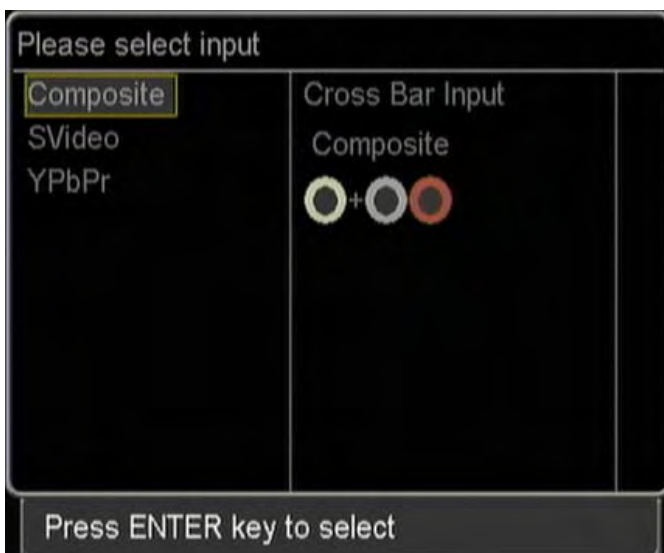 Please select input
Composite
SVideo
YPbPr
Cross Bar Input
Composite
+
Press ENTER key to select